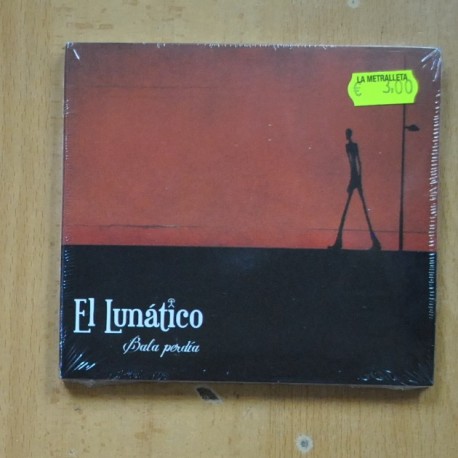 LA METRALLETA
€ 3,00
El Lunático
Bala perdía